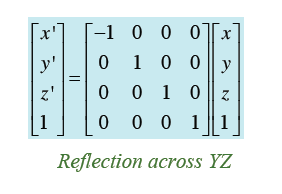 x' -1 0 0 0 x
y' 0 1 0 0 y
z' = 0 0 1 0 z
1 0 0 0 1 1
Reflection across YZ